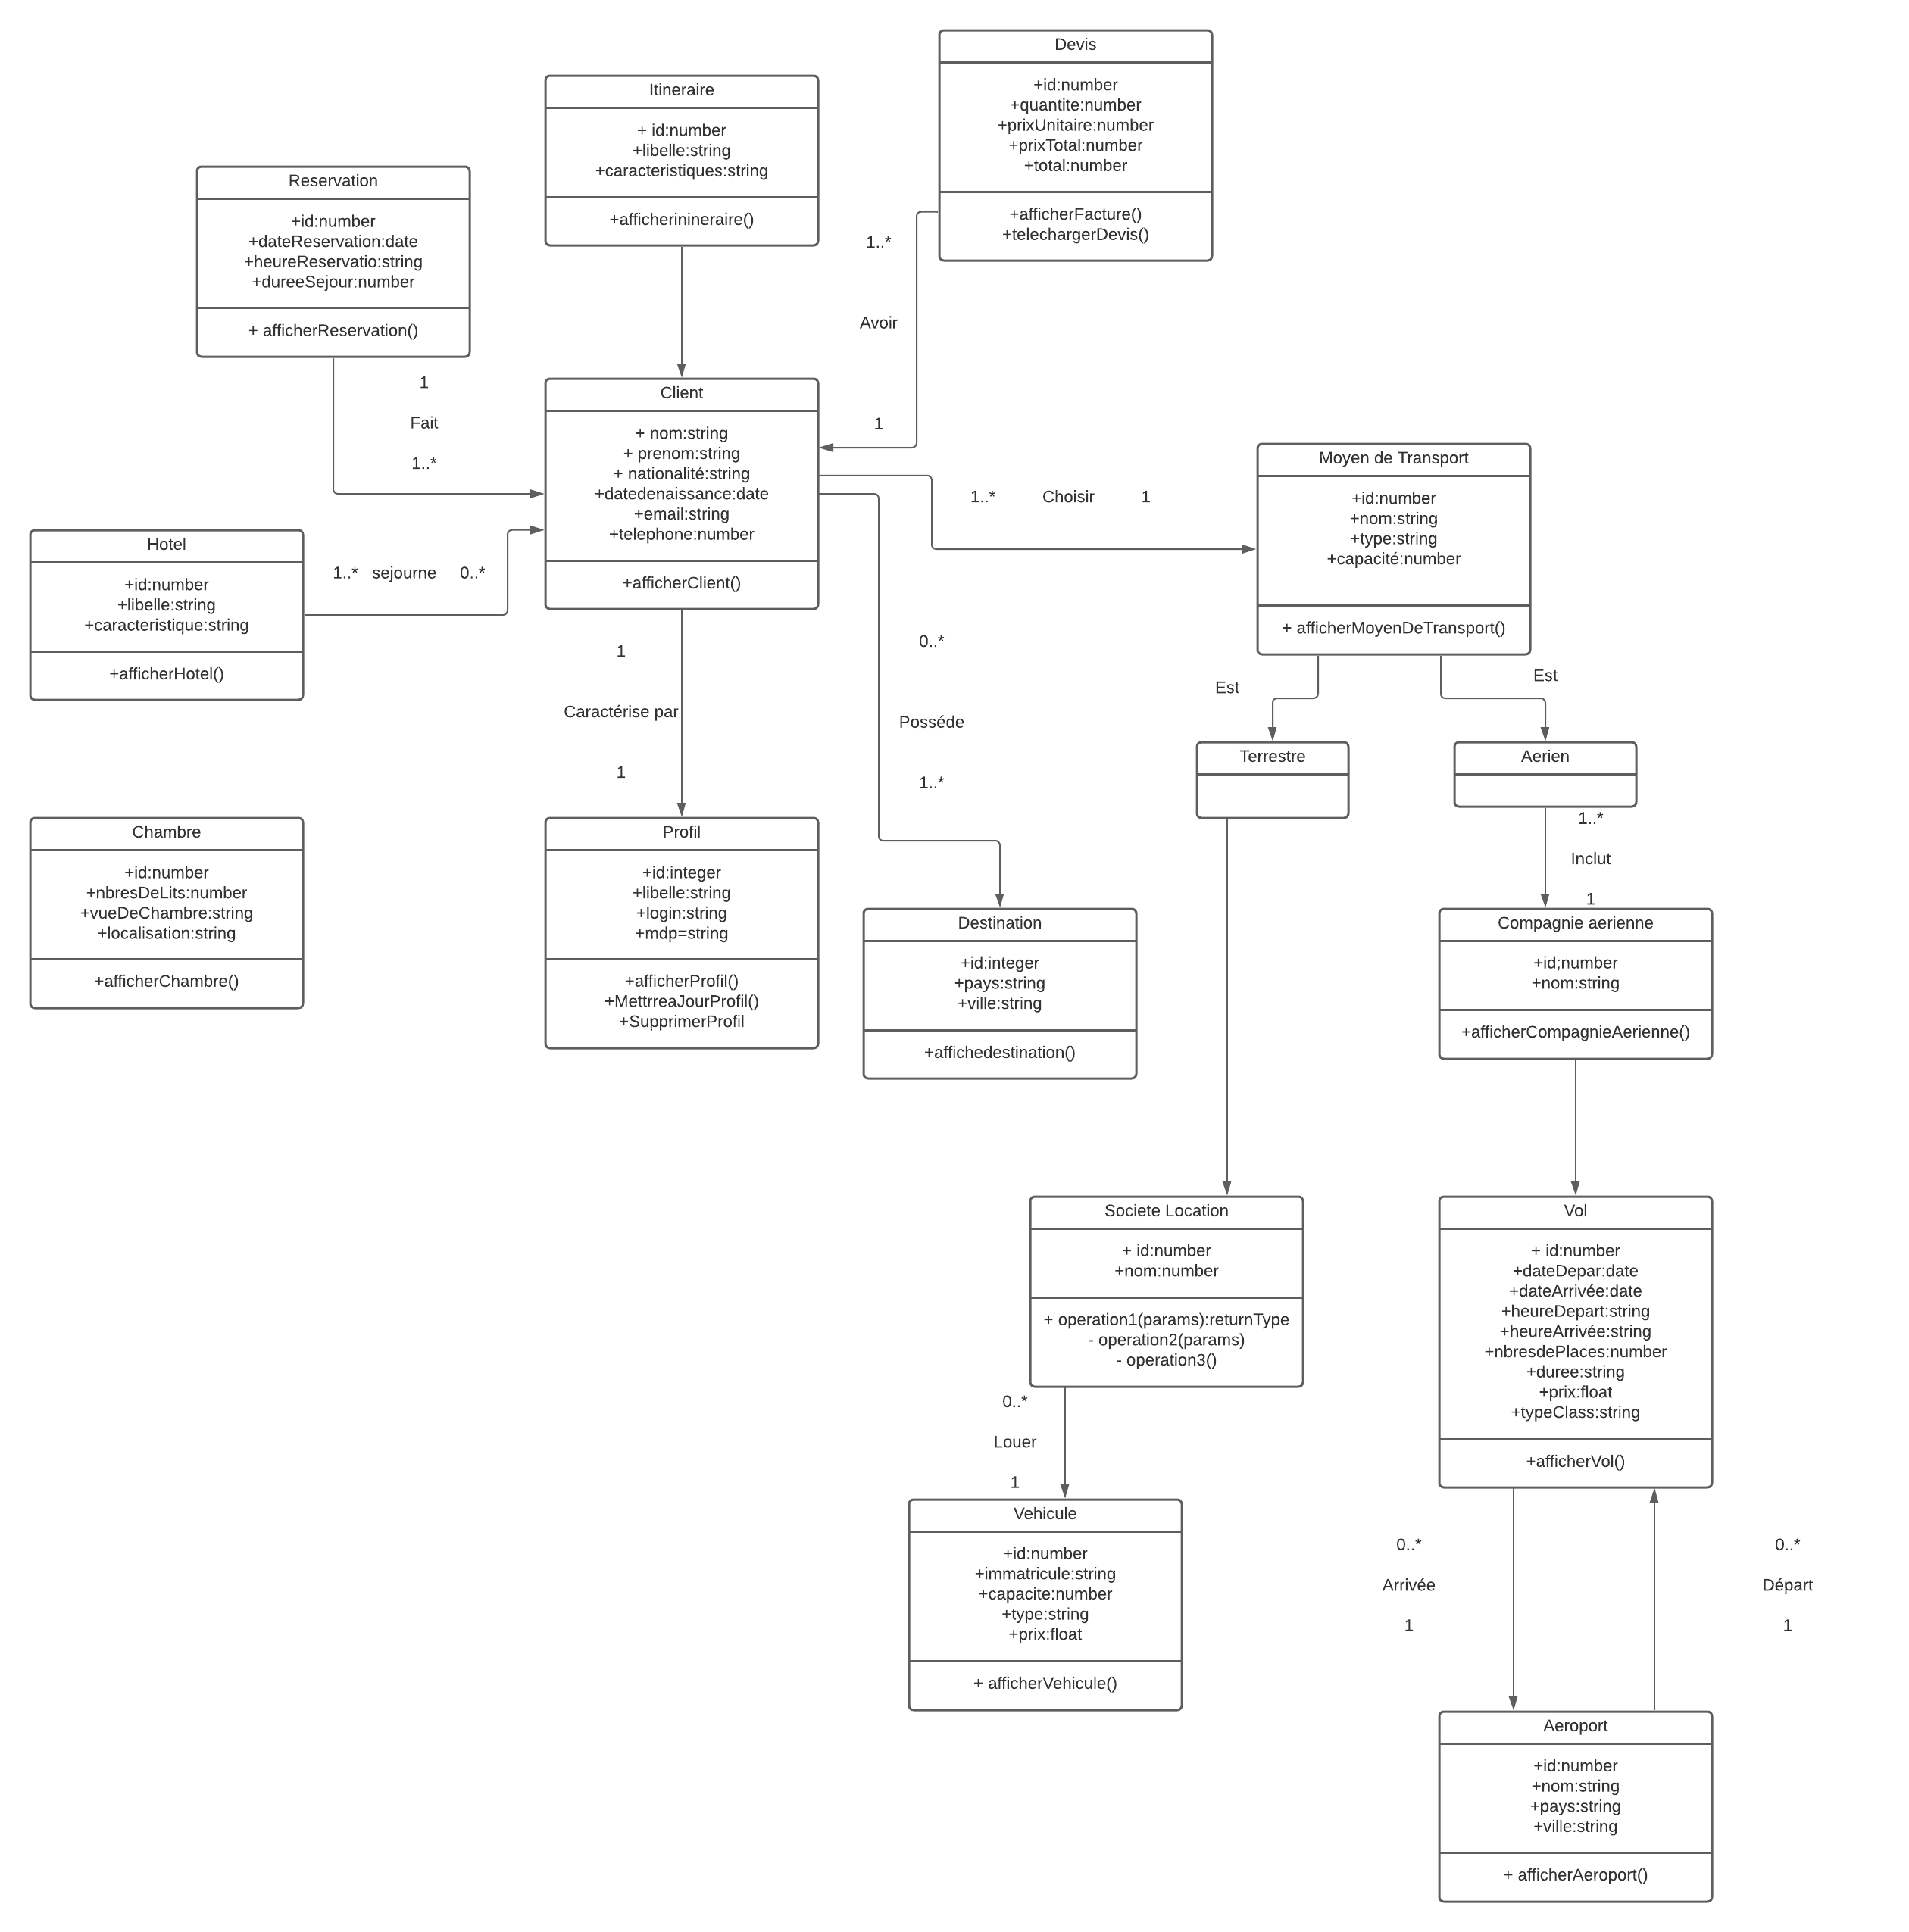 Devis
+id:number
+quantite:number
+prixUnitaire:number
+prixTotal:number
+total:number
+afficherFacture()
+telechargerDevis()
Itineraire
+ id:number
+libelle:string
+caracteristiques:string
+afficherinineraire()
Reservation
+id:number
+dateReservation:date
+heureReservatio:string
+dureeSejour:number
+ afficherReservation()
1..*
Avoir
1
1
Fait
1..*
Client
+ nom:string
+ prenom:string
+ nationalité:string
+datedenaissance:date
+email:string
+telephone:number
+afficherClient()
1..* Choisir 1
Moyen de Transport
+id:number
+nom:string
+type:string
+capacité:number
+ afficherMoyenDeTransport()
Hotel
+id:number
+libelle:string
+caracteristique:string
+afficherHotel()
1..* sejourne 0..*
1
Caractérise par
1
0..*
Posséde
1..*
Est
Est
Terrestre
Aerien
1..*
Inclut
1
Chambre
+id:number
+nbresDeLits:number
+vueDeChambre:string
+localisation:string
+afficherChambre()
Profil
+id:integer
+libelle:string
+login:string
+mdp=string
+afficherProfil()
+MettrreaJourProfil()
+SupprimerProfil
Destination
+id:integer
+pays:string
+ville:string
+affichedestination()
Compagnie aerienne
+id;number
+nom:string
+afficherCompagnieAerienne()
Societe Location
+ id:number
+nom:number
+ operation1(params):returnType
- operation2(params)
- operation3()
Vol
+ id:number
+dateDepar:date
+dateArrivée:date
+heureDepart:string
+heureArrivée:string
+nbresdePlaces:number
+duree:string
+prix:float
+typeClass:string
+afficherVol()
0..*
Louer
1
Vehicule
+id:number
+immatricule:string
+capacite:number
+type:string
+prix:float
+ afficherVehicule()
0..*
Arrivée
1
0..*
Départ
1
Aeroport
+id:number
+nom:string
+pays:string
+ville:string
+ afficherAeroport()